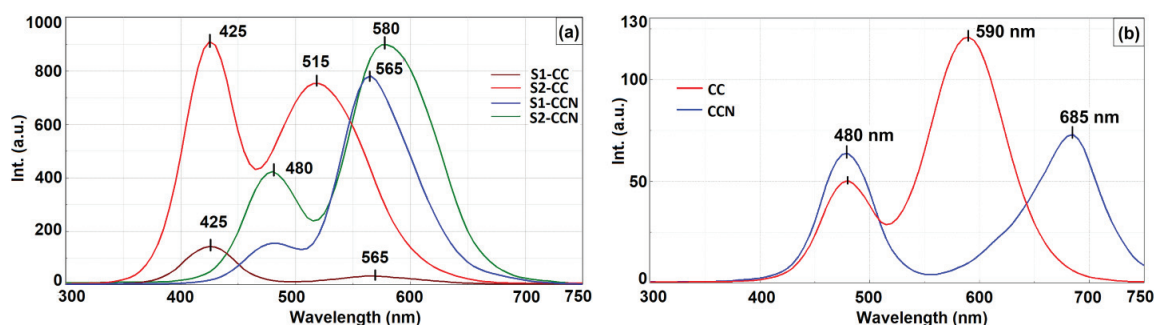 (a)
1000
800
600
400
200
0
Int. (a.u.)
300
400
500
600
750
Wavelength (nm)
425
515
580
565
480
425
565
S1-CC
S2-CC
S1-CCN
S2-CCN
(b)
130
100
50
0
Int. (a.u.)
300
400
500
600
700
750
Wavelength (nm)
590 nm
480 nm
685 nm
CC
CCN